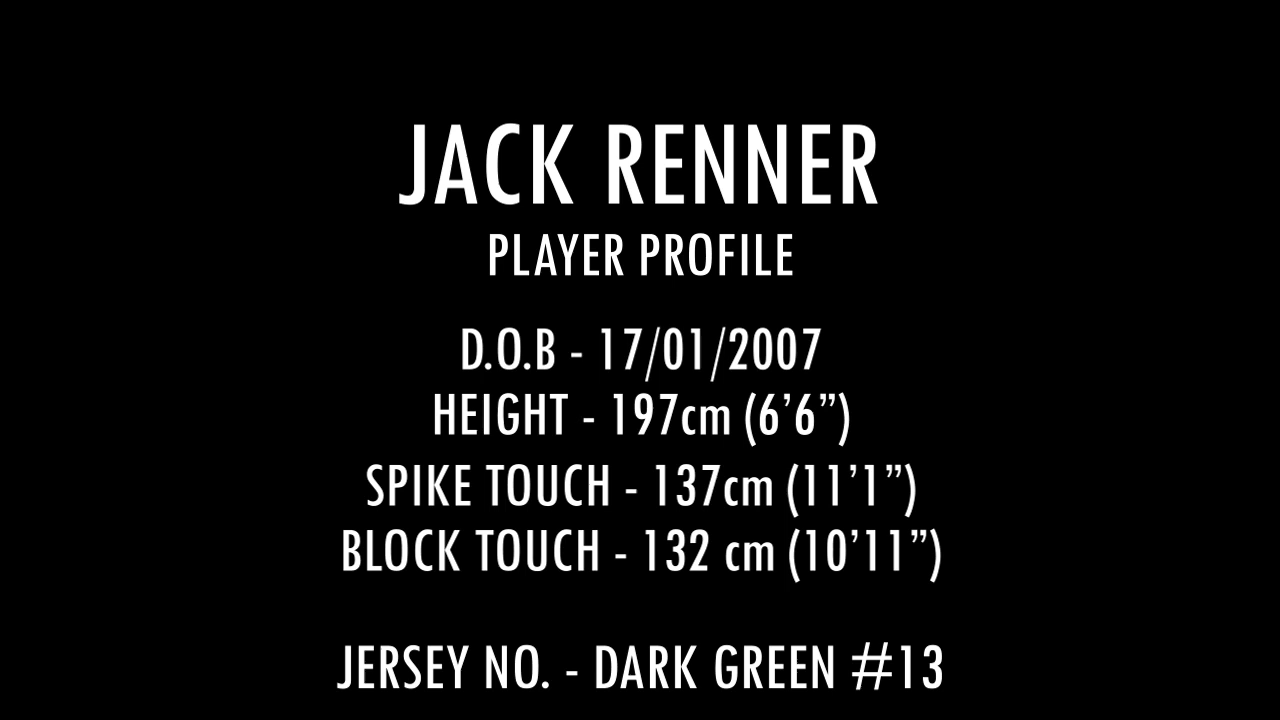 JACK RENNER
PLAYER PROFILE
D.O.B - 17/01/2007
HEIGHT - 197cm (6’6”)
SPIKE TOUCH - 137cm (11’1”)
BLOCK TOUCH - 132 cm (10’11”)
JERSEY NO. - DARK GREEN #13